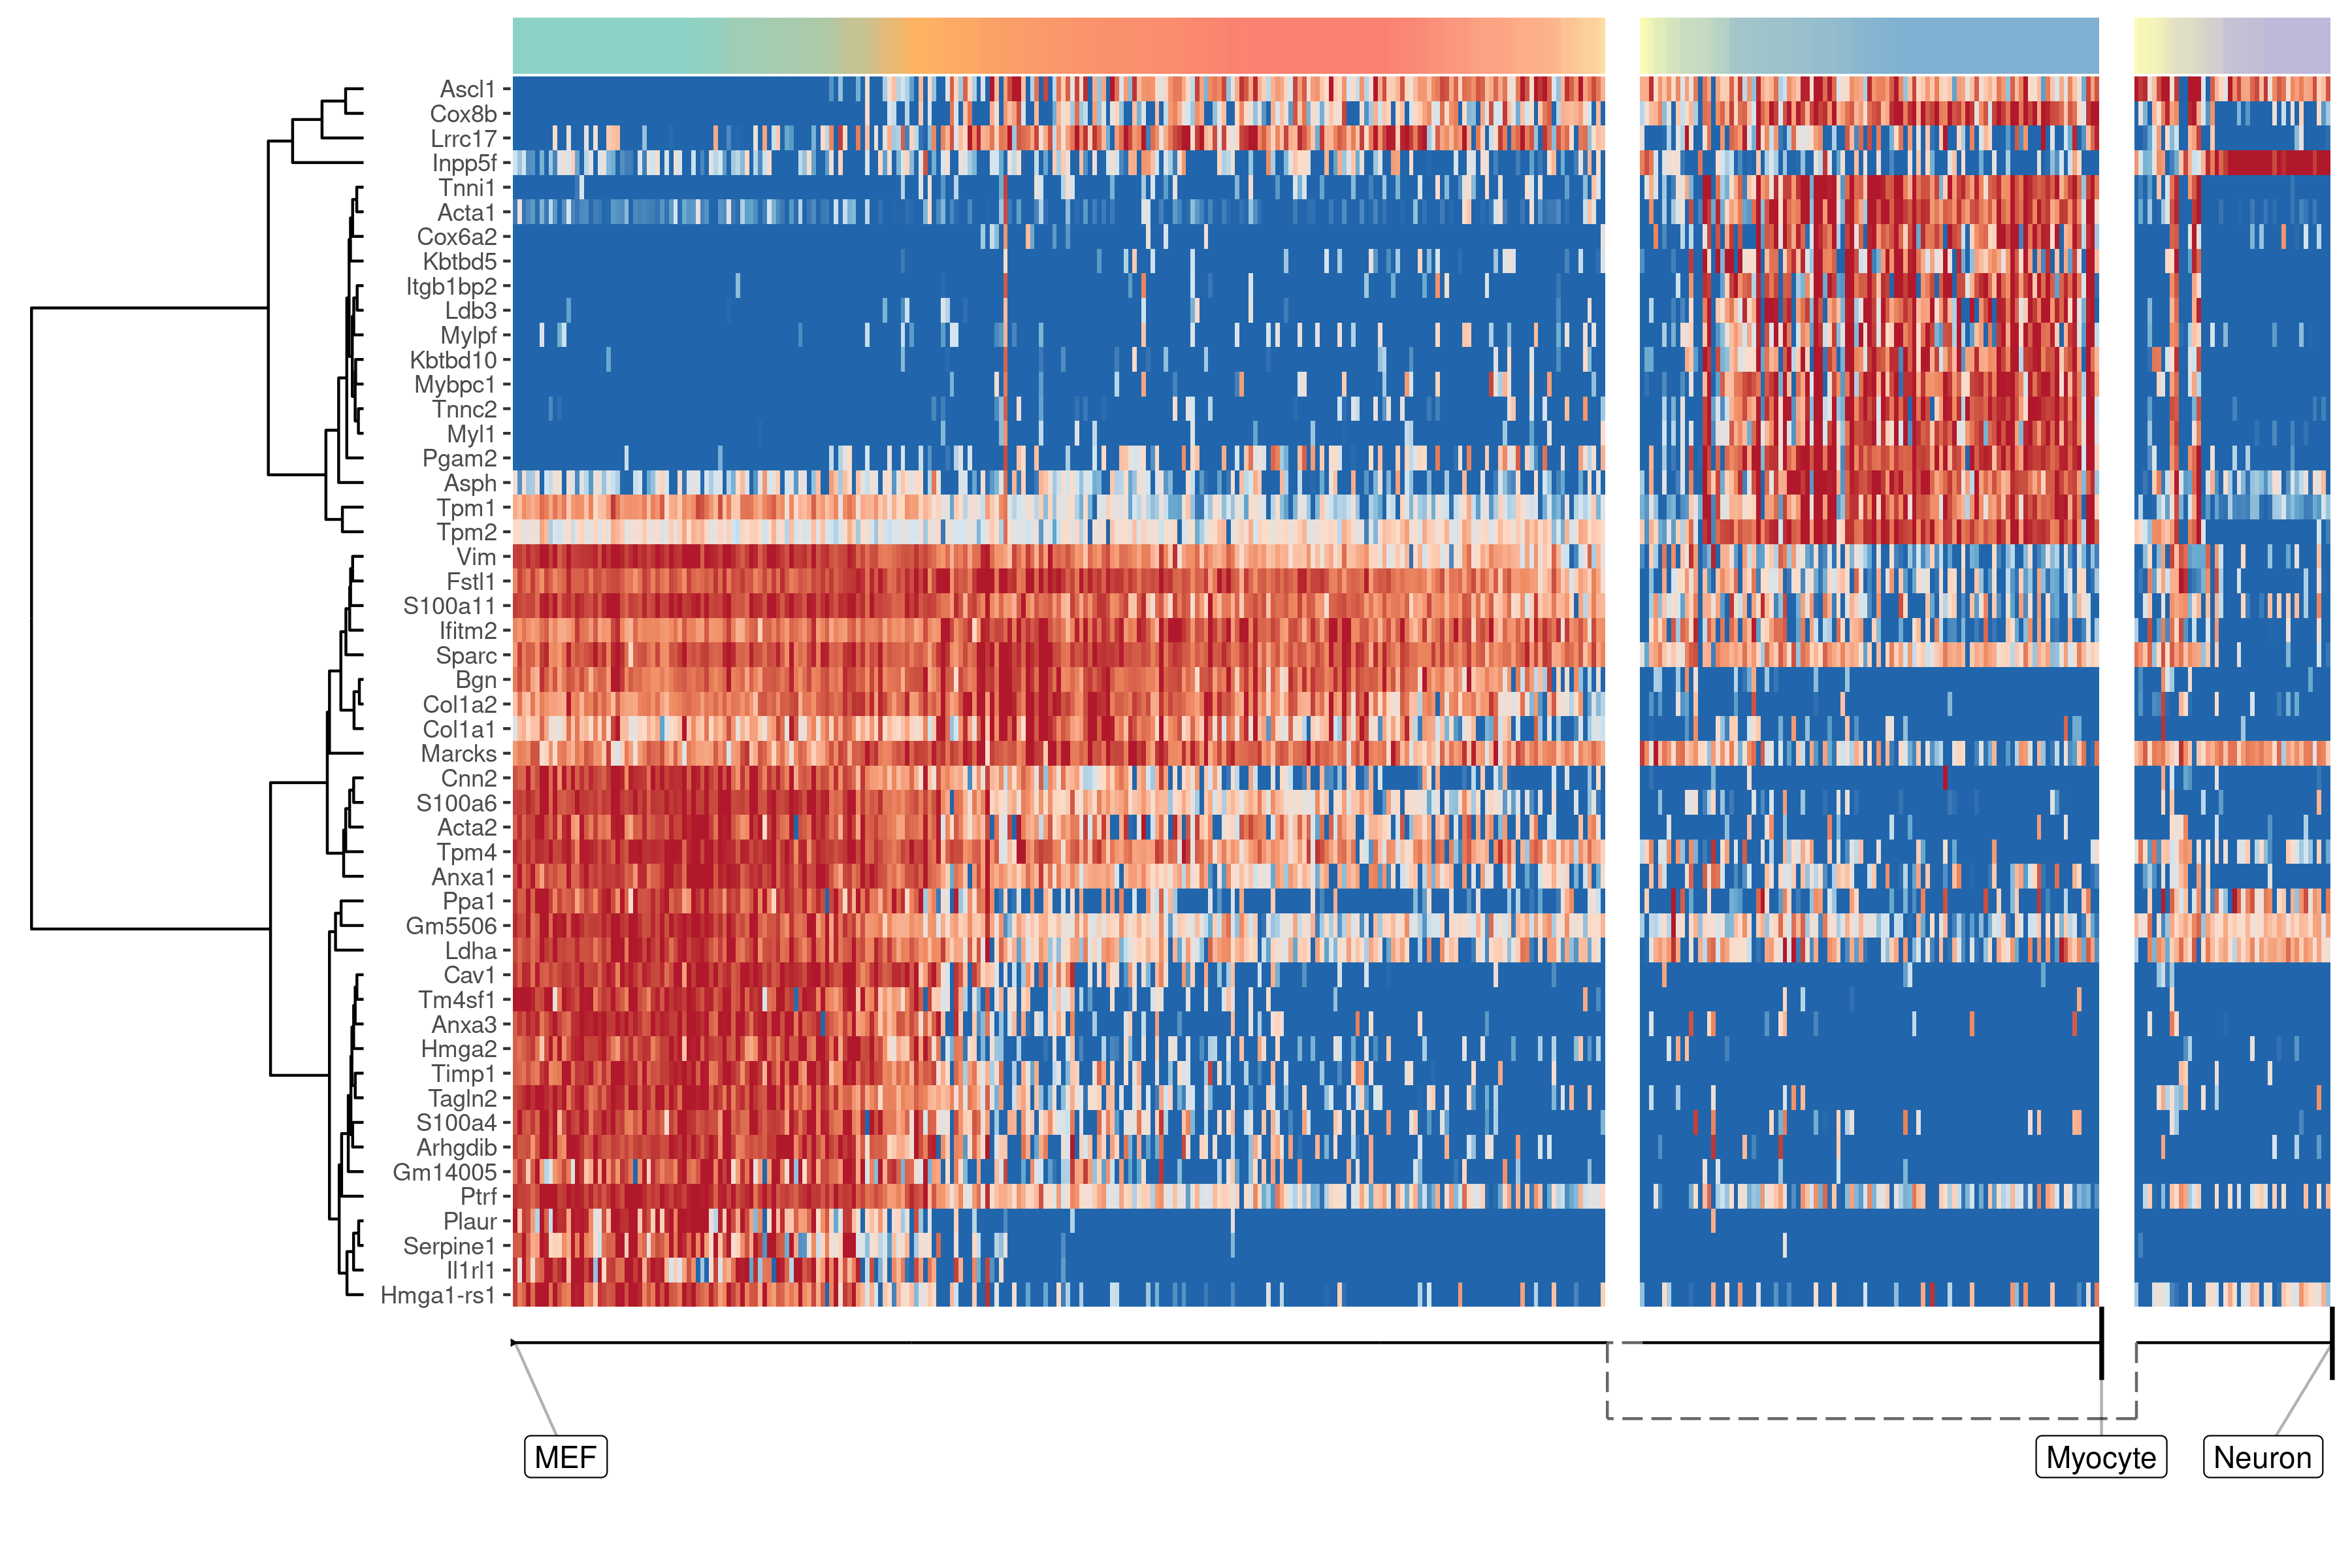 Ascl1
Cox8b
Lrrc17
Inpp5f
Tnni1
Acta1
Cox6a2
Kbtbd5
Itgb1bp2
Ldb3
Mylpf
Kbtbd10
Mybpc1
Tnnc2
Myl1
Pgam2
Asph
Tpm1
Tpm2
Vim
Fstl1
S100a11
Ifitm2
Sparc
Bgn
Col1a2
Col1a1
Marcks
Cnn2
S100a6
Acta2
Tpm4
Anxa1
Ppa1
Gm5506
Ldha
Cav1
Tm4sf1
Anxa3
Hmga2
Timp1
Tagln2
S100a4
Arhgdib
Gm14005
Ptrf
Plaur
Serpine1
Il1rl1
Hmga1-rs1
MEF Myocyte Neuron